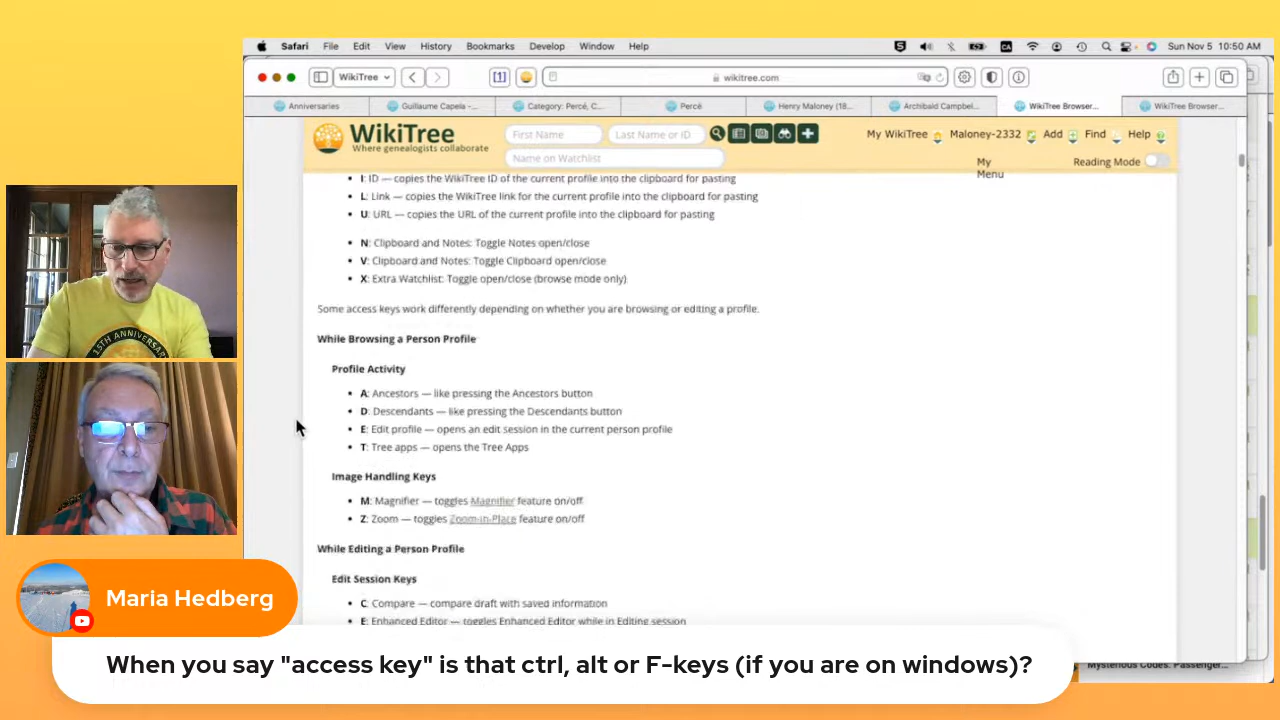 Safari File Edit View History Bookmarks Develop Window Help
Sun Nov 5 10:50 AM
WikiTree
[1]
wikitree.com
Anniversaries
Guillaume Capela –...
Category: Percé, C...
Percé
Henry Maloney (18...
Archibald Campbel...
WikiTree Browser...
WikiTree Browser...
WikiTree
Where genealogists collaborate
First Name
Last Name or ID
Name on Watchlist
My WikiTree
Maloney-2332
Add
Find
Help
My
Menu
Reading Mode
• I: ID — copies the WikiTree ID of the current profile into the clipboard for pasting
• L: Link — copies the WikiTree link for the current profile into the clipboard for pasting
• U: URL — copies the URL of the current profile into the clipboard for pasting
• N: Clipboard and Notes: Toggle Notes open/close
• V: Clipboard and Notes: Toggle Clipboard open/close
• X: Extra Watchlist: Toggle open/close (browse mode only)
Some access keys work differently depending on whether you are browsing or editing a profile.
While Browsing a Person Profile
Profile Activity
• A: Ancestors — like pressing the Ancestors button
• D: Descendants — like pressing the Descendants button
• E: Edit profile — opens an edit session in the current person profile
• T: Tree apps — opens the Tree Apps
Image Handling Keys
• M: Magnifier — toggles Magnifier feature on/off
• Z: Zoom — toggles Zoom-in-Place feature on/off
While Editing a Person Profile
Edit Session Keys
• C: Compare — compare draft with saved information
• E: Enhanced Editor — toggles Enhanced Editor while in Editing session
15TH ANNIVERSARY
Maria Hedberg
When you say "access key" is that ctrl, alt or F-keys (if you are on windows)?
Mysterious Codes: Passenger...